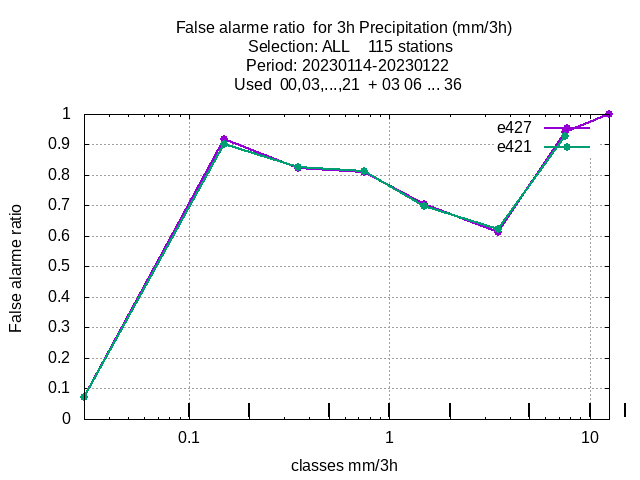 False alarme ratio  for 3h Precipitation (mm/3h)
Selection: ALL    115 stations
Period: 20230114-20230122
Used  00,03,...,21  + 03 06 ... 36
e427
e421
1
0.9
0.8
0.7
0.6
0.5
0.4
0.3
0.2
0.1
0
False alarme ratio
0.1
1
10
classes mm/3h